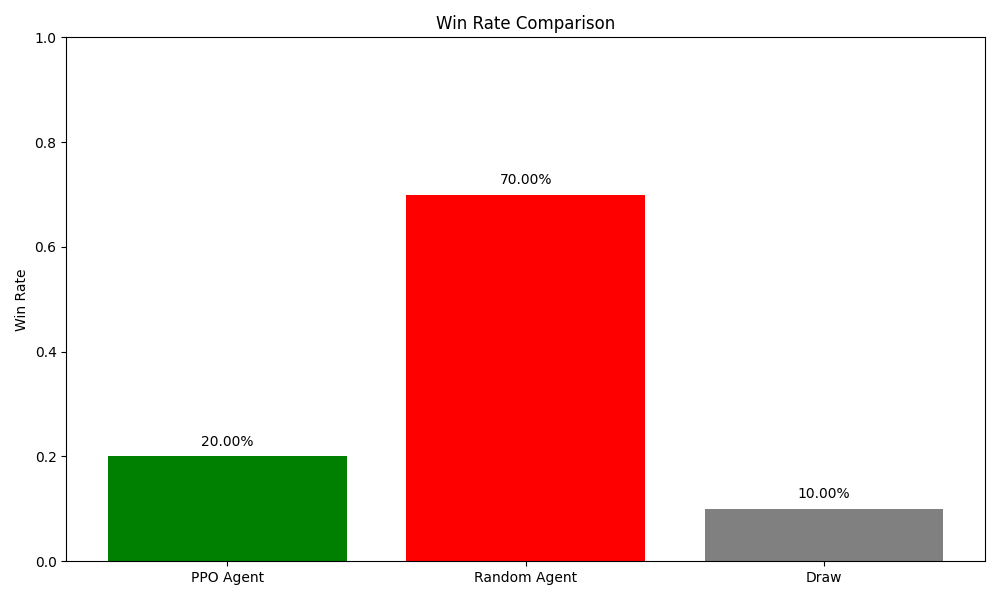 Win Rate Comparison
Win Rate
1.0
0.8
0.6
0.4
0.2
0.0
20.00%
70.00%
10.00%
PPO Agent
Random Agent
Draw